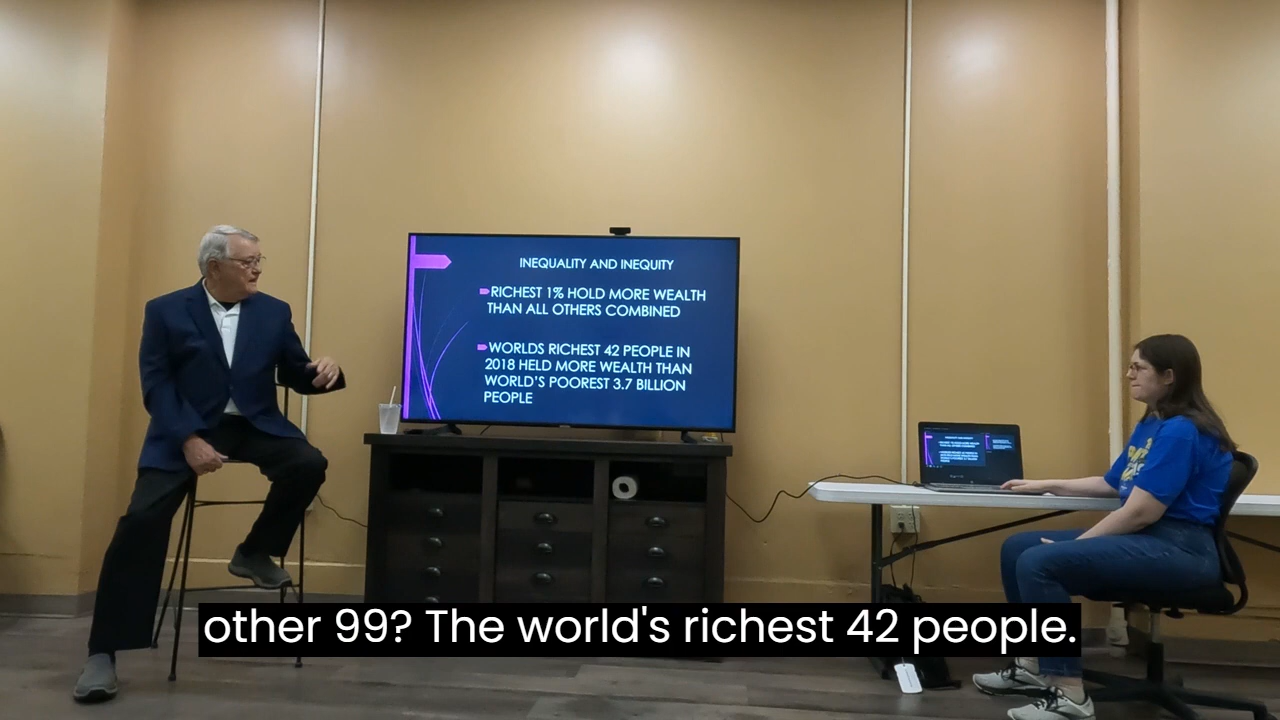 INEQUALITY AND INEQUITY
RICHEST 1% HOLD MORE WEALTH
THAN ALL OTHERS COMBINED
WORLDS RICHEST 42 PEOPLE IN
2018 HELD MORE WEALTH THAN
WORLD'S POOREST 3.7 BILLION
PEOPLE
other 99? The world's richest 42 people.